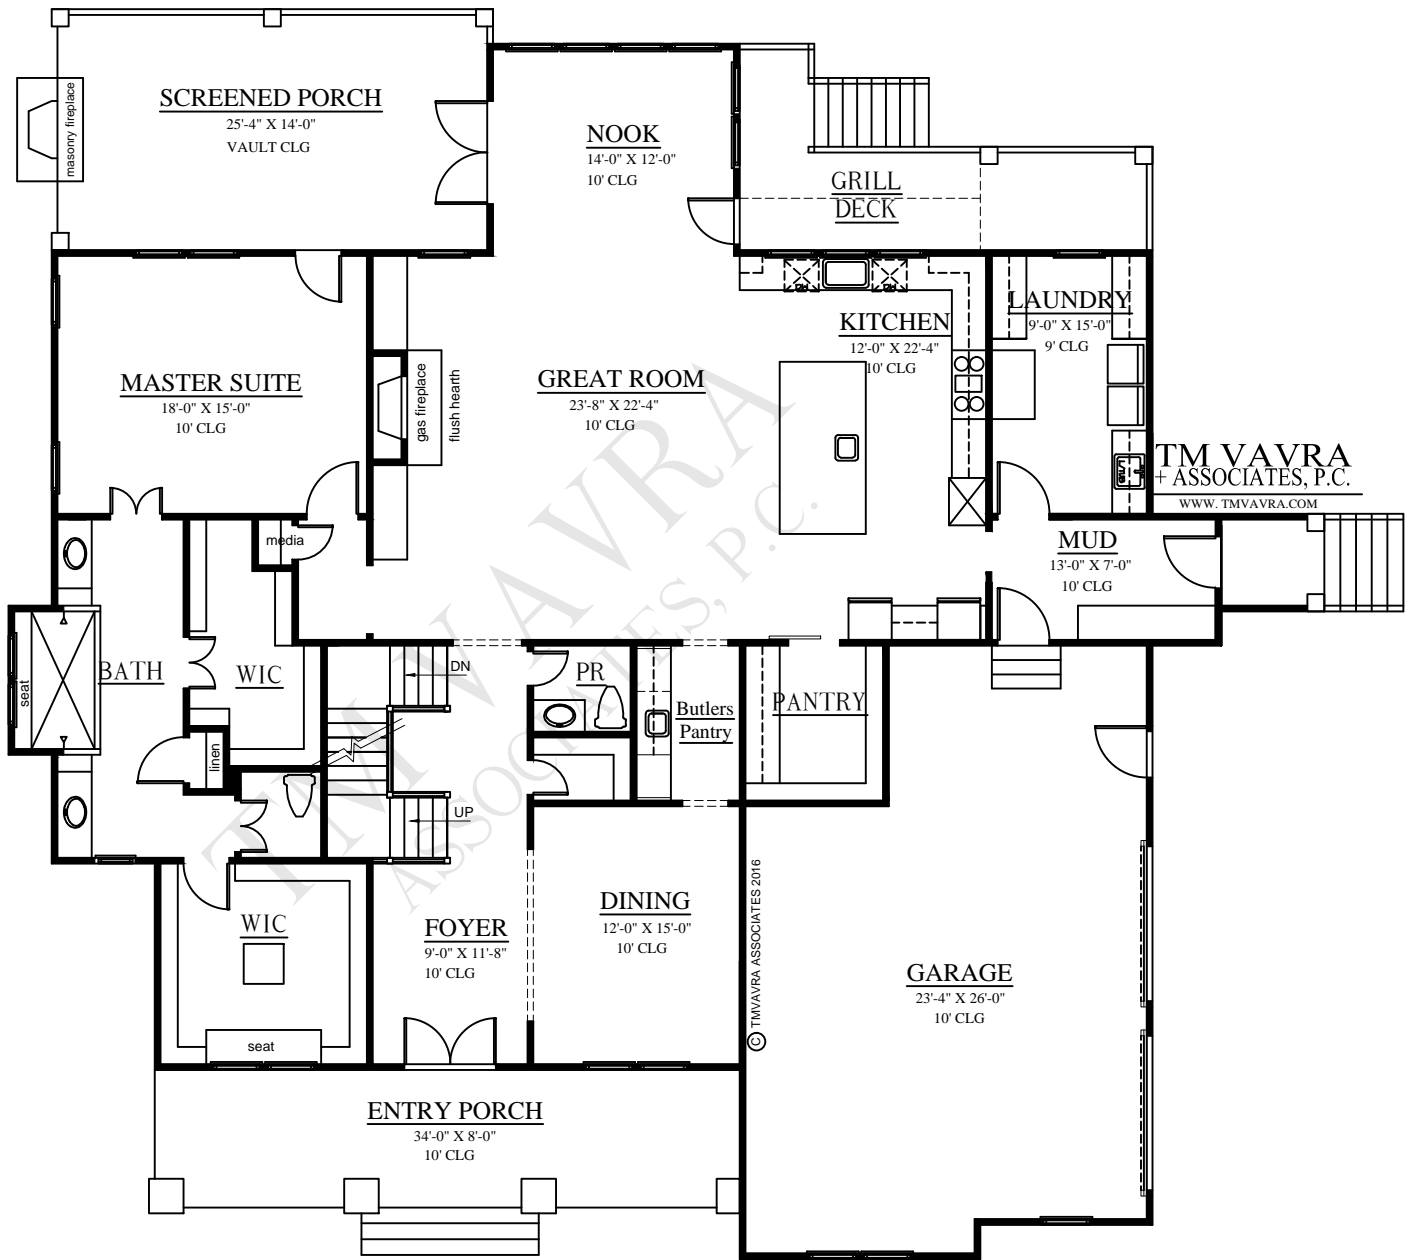 SCREENED PORCH
25'-4" X 14'-0"
VAULT CLG
masonry fireplace
NOOK
14'-0" X 12'-0"
10' CLG
GRILL
DECK
MASTER SUITE
18'-0" X 15'-0"
10' CLG
gas fireplace
flush hearth
GREAT ROOM
23'-8" X 22'-4"
10' CLG
KITCHEN
12'-0" X 22'-4"
10' CLG
LAUNDRY
9'-0" X 15'-0"
9' CLG
TM VAVRA
+ ASSOCIATES, P.C.
WWW. TMVAVRA.COM
media
MUD
13'-0" X 7'-0"
10' CLG
seat
BATH
WIC
linen
DN
UP
PR
Butlers
Pantry
PANTRY
TM VAVRA
ASSOCIATES, P.C.
WIC
seat
FOYER
9'-0" X 11'-8"
10' CLG
DINING
12'-0" X 15'-0"
10' CLG
© TMVAVRA ASSOCIATES 2016
GARAGE
23'-4" X 26'-0"
10' CLG
ENTRY PORCH
34'-0" X 8'-0"
10' CLG